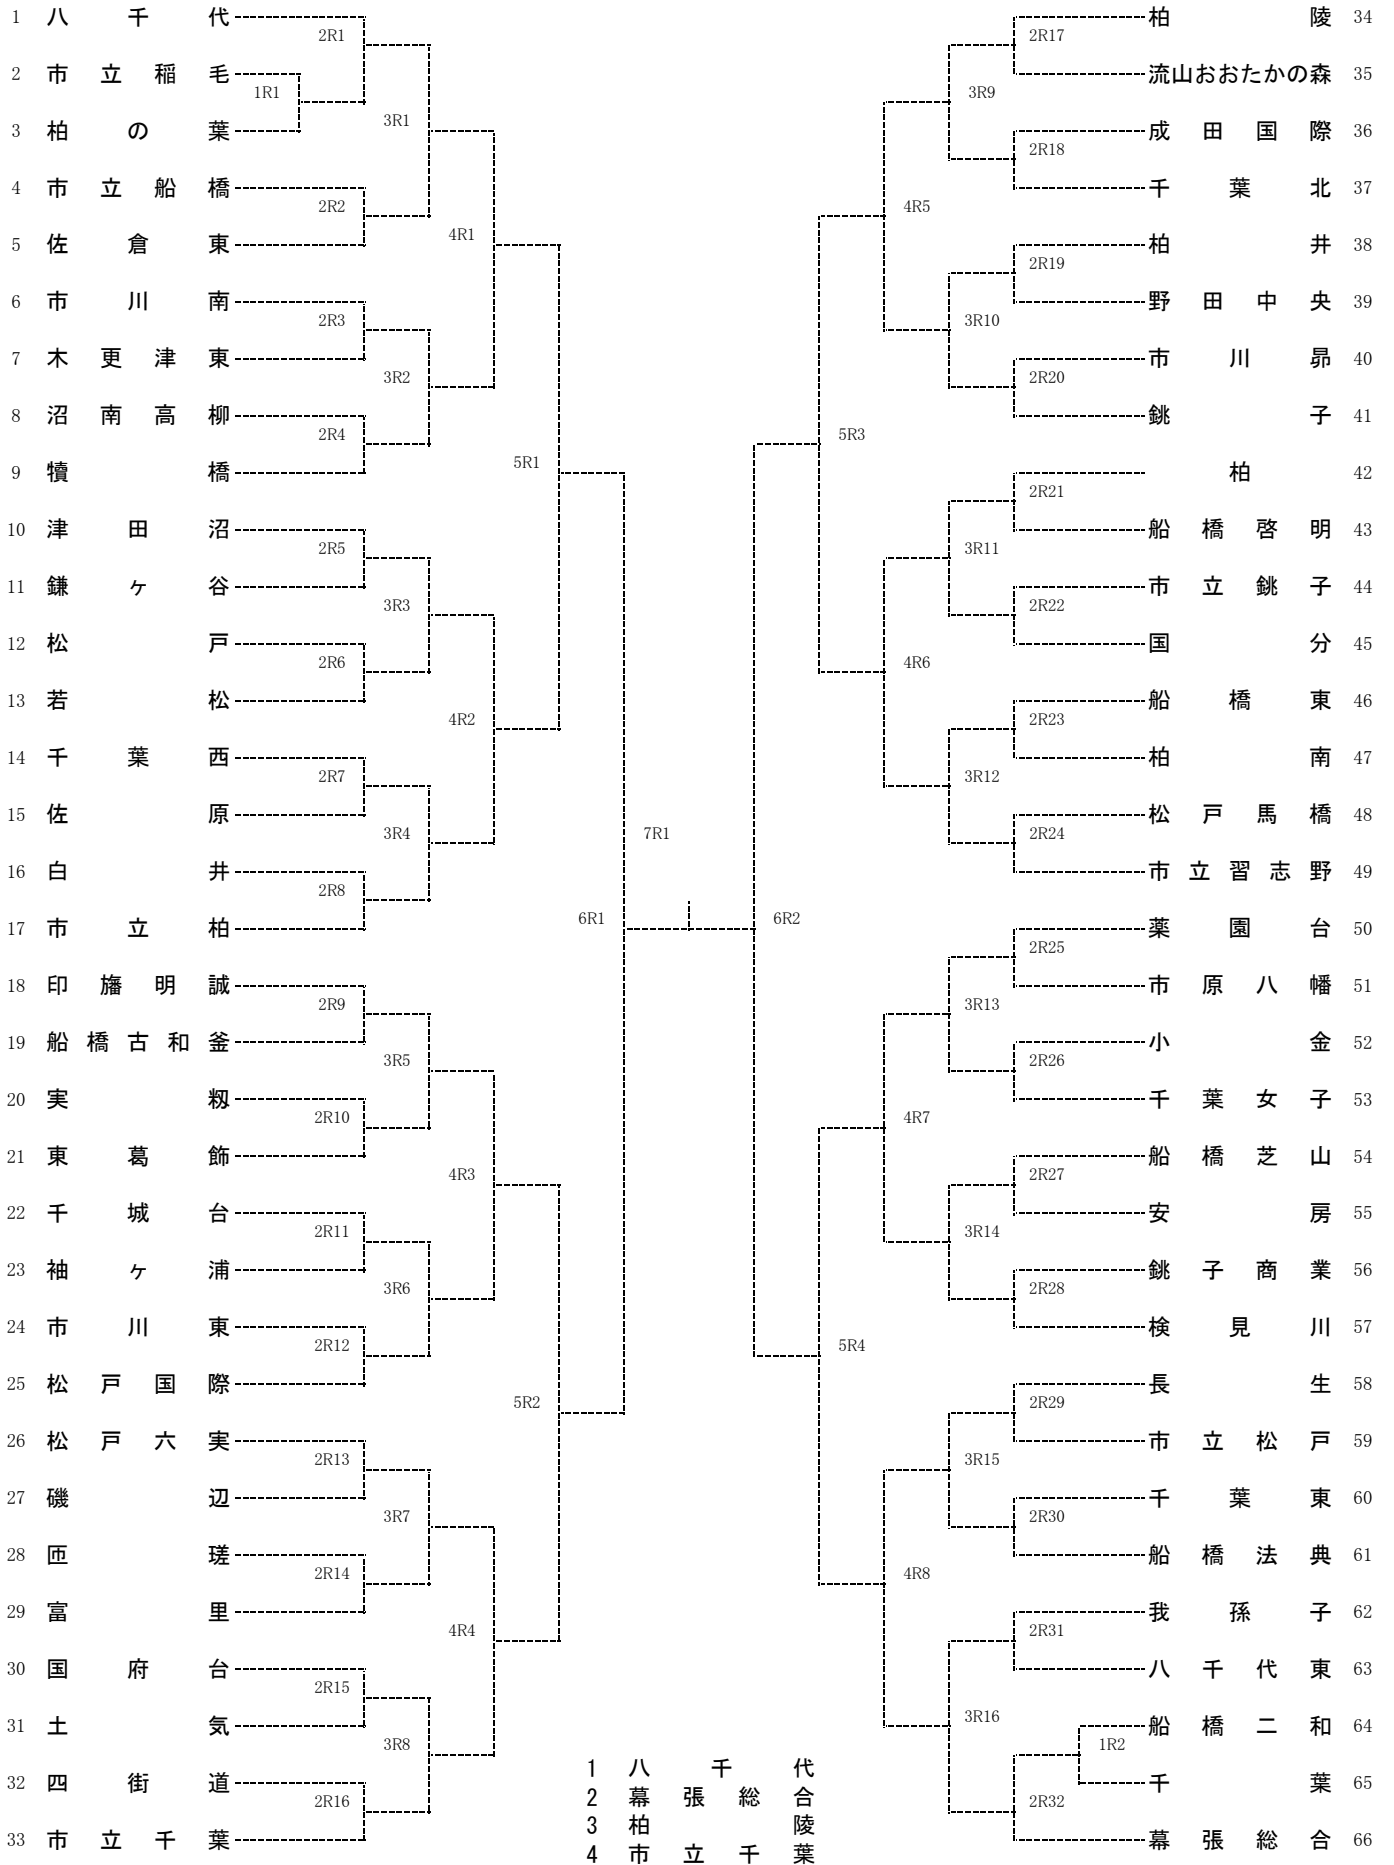 1 八千代
2 市立稲毛
3 柏の葉
4 市立船橋
5 佐倉東
6 市川南
7 木更津東
8 沼南高柳
9 犢橋
10 津田沼
11 鎌ヶ谷
12 松戸
13 若松
14 千葉西
15 佐原
16 白井
17 市立柏
18 印旛明誠
19 船橋古和釜
20 実籾
21 東葛飾
22 千城台
23 袖ヶ浦
24 市川東
25 松戸国際
26 松戸六実
27 磯辺
28 匝瑳
29 富里
30 国府台
31 土気
32 四街道
33 市立千葉
1R1
2R1
2R2
2R3
2R4
2R5
2R6
2R7
2R8
2R9
2R10
2R11
2R12
2R13
2R14
2R15
2R16
3R1
3R2
3R3
3R4
3R5
3R6
3R7
3R8
4R1
4R2
4R3
4R4
5R1
5R2
6R1
7R1
6R2
5R3
5R4
4R5
4R6
4R7
4R8
3R9
3R10
3R11
3R12
3R13
3R14
3R15
3R16
2R17
2R18
2R19
2R20
2R21
2R22
2R23
2R24
2R25
2R26
2R27
2R28
2R29
2R30
2R31
2R32
1R2
柏陵 34
流山おおたかの森 35
成田国際 36
千葉北 37
柏井 38
野田中央 39
市川昴 40
銚子 41
柏 42
船橋啓明 43
市立銚子 44
国分 45
船橋東 46
柏南 47
松戸馬橋 48
市立習志野 49
薬園台 50
市原八幡 51
小金 52
千葉女子 53
船橋芝山 54
安房 55
銚子商業 56
検見川 57
長生 58
市立松戸 59
千葉東 60
船橋法典 61
我孫子 62
八千代東 63
船橋二和 64
千葉 65
幕張総合 66
1 八千代
2 幕張総合
3 柏陵
4 市立千葉